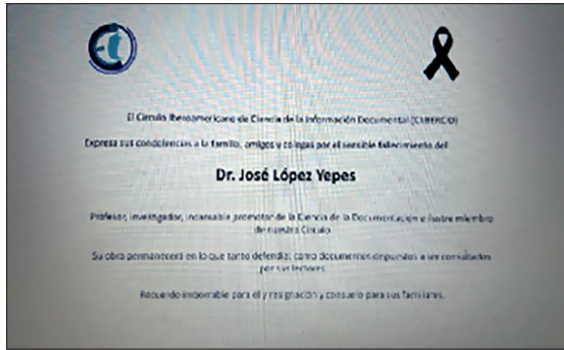 El Círculo Iberoamericano de Ciencia de la Información Documental (CIBERCID)
Expresa sus condolencias a la familia, amigos y colegas por el sensible fallecimiento del
Dr. José López Yepes
Profesor, investigador, incansable promotor de la Ciencia de la Documentación e ilustre miembro
de nuestro Círculo.
Su obra permanecerá en lo que tanto defendía: como documentos dispuestos a ser consultados
por sus lectores
Recuerdo imborrable para él y resignación y consuelo para sus familiares.